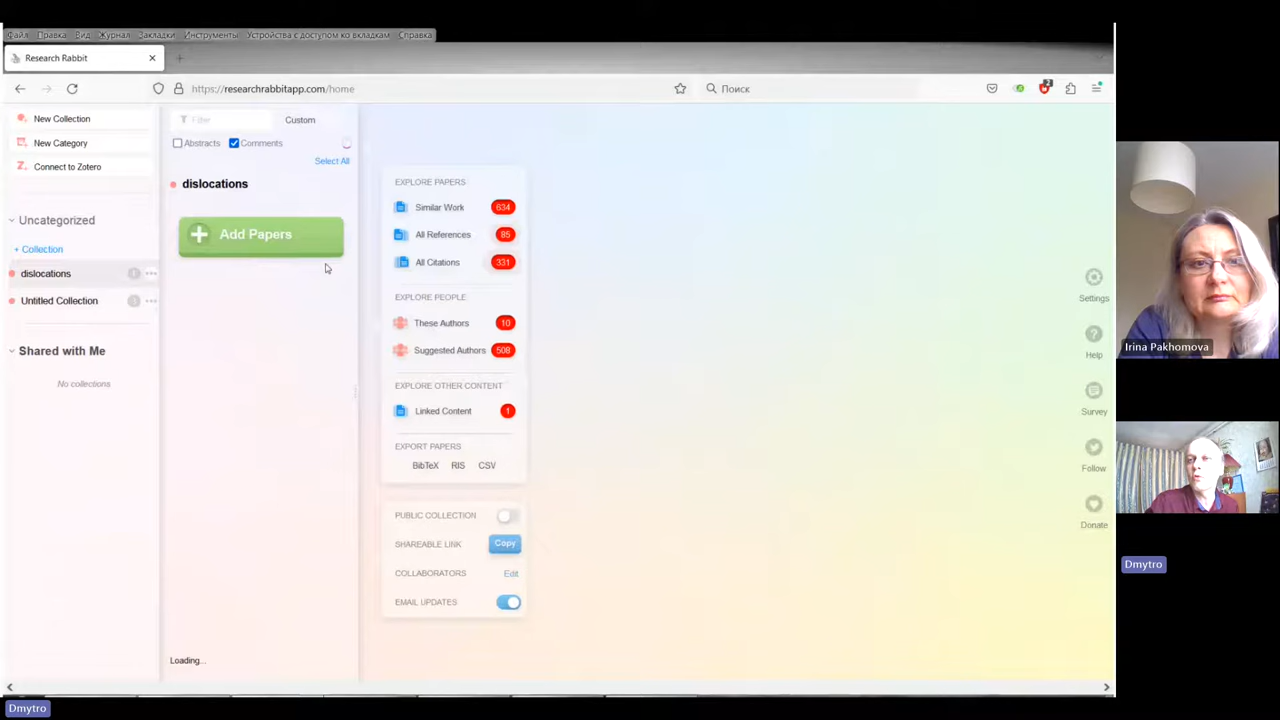 Файл Правка Вид Журнал Закладки Инструменты Устройства с доступом ко вкладкам Справка
Research Rabbit
https://researchrabbitapp.com/home
Поиск
2
New Collection
New Category
Connect to Zotero
Uncategorized
+ Collection
dislocations
1
Untitled Collection
Shared with Me
No collections
Filter
Custom
Abstracts
Comments
Select All
dislocations
Add Papers
Loading...
EXPLORE PAPERS
Similar Work 634
All References 85
All Citations 331
EXPLORE PEOPLE
These Authors 10
Suggested Authors 508
EXPLORE OTHER CONTENT
Linked Content 1
EXPORT PAPERS
BibTeX RIS CSV
PUBLIC COLLECTION
SHAREABLE LINK Copy
COLLABORATORS Edit
EMAIL UPDATES
Settings
Help
Survey
Follow
Donate
Irina Pakhomova
Dmytro
Dmytro